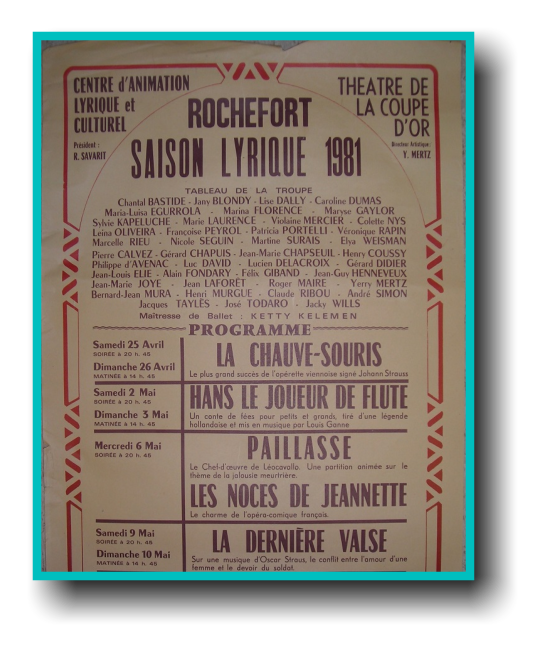 CENTRE d'ANIMATION
LYRIQUE et
CULTUREL
Président :
R. SAVARIT
THEATRE DE
LA COUPE
D'OR
Directeur Artistique:
Y. MERTZ
ROCHEFORT
SAISON LYRIQUE 1981
TABLEAU DE LA TROUPE
Chantal BASTIDE - Jany BLONDY - Lise DALLY - Caroline DUMAS
Maria-Luisa EGURROLA - Marina FLORENCE - Maryse GAYLOR
Sylvie KAPELUCHE - Marie LAURENCE - Violaine MERCIER - Colette NYS
Leina OLIVEIRA - Françoise PEYROL - Patricia PORTELLI - Véronique RAPIN
Marcelle RIEU - Nicole SEGUIN - Martine SURAIS - Elya WEISMAN
Pierre CALVEZ - Gérard CHAPUIS - Jean-Marie CHAPSEUIL - Henry COUSSY
Philippe d'AVENAC - Luc DAVID - Lucien DELACROIX - Gérard DIDIER
Jean-Louis ELIE - Alain FONDARY - Félix GIBAND - Jean-Guy HENNEVEUX
Jean-Marie JOYE - Jean LAFORÊT - Roger MAIRE - Yerry MERTZ
Bernard-Jean MURA - Henri MURGUE - Claude RIBOU - André SIMON
Jacques TAYLÈS - José TODARO - Jacky WILLS
Maîtresse de Ballet : KETTY KELEMEN
PROGRAMME
Samedi 25 Avril
SOIRÉE à 20 h. 45
Dimanche 26 Avril
MATINÉE à 14 h. 45
LA CHAUVE-SOURIS
Le plus grand succès de l'opérette viennoise signé Johann Strauss
Samedi 2 Mai
SOIRÉE à 20 h. 45
Dimanche 3 Mai
MATINÉE à 14 h. 45
HANS LE JOUEUR DE FLUTE
Un conte de fées pour petits et grands, tiré d'une légende
hollandaise et mis en musique par Louis Ganne
Mercredi 6 Mai
SOIRÉE à 20 h. 45
PAILLASSE
Le Chef-d'œuvre de Léocavallo. Une partition animée sur le
thème de la jalousie meurtrière.
LES NOCES DE JEANNETTE
Le charme de l'opéra-comique français.
Samedi 9 Mai
SOIRÉE à 20 h. 45
Dimanche 10 Mai
MATINÉE à 14 h. 45
LA DERNIÈRE VALSE
Sur une musique d'Oscar Straus, le conflit entre l'amour d'une
femme et le devoir du soldat.